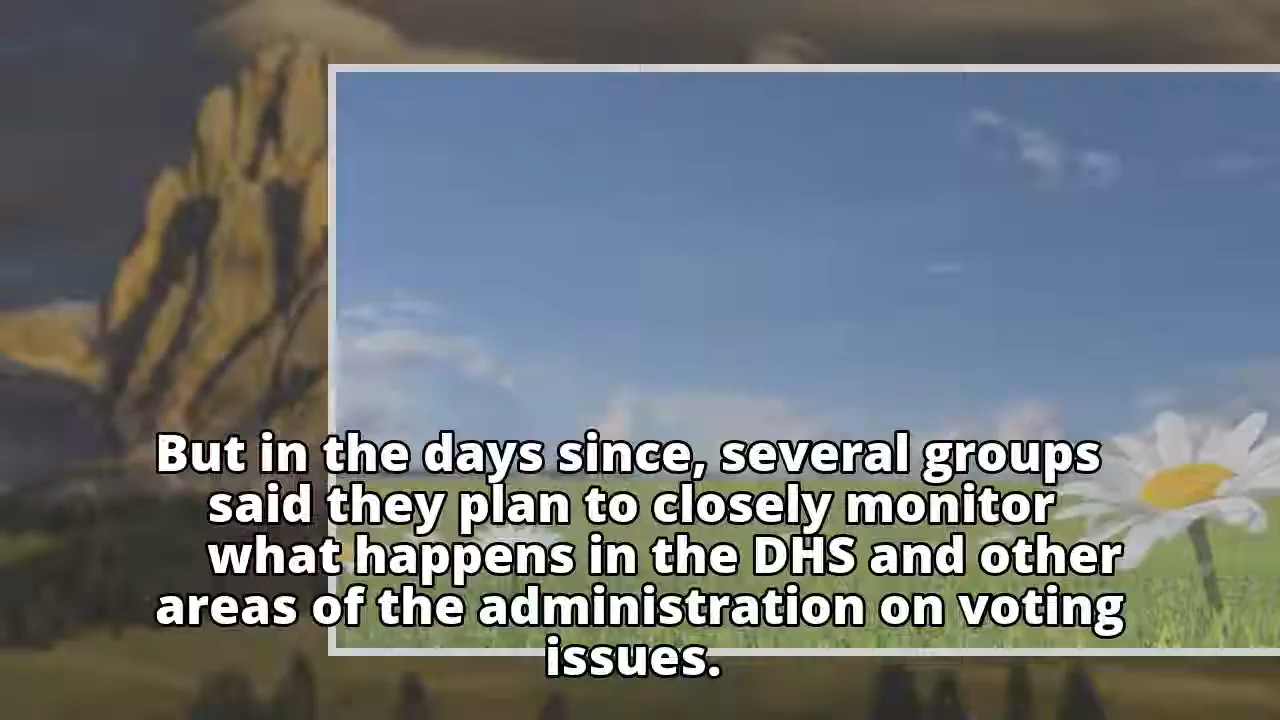 But in the days since, several groups
said they plan to closely monitor
what happens in the DHS and other
areas of the administration on voting
issues.